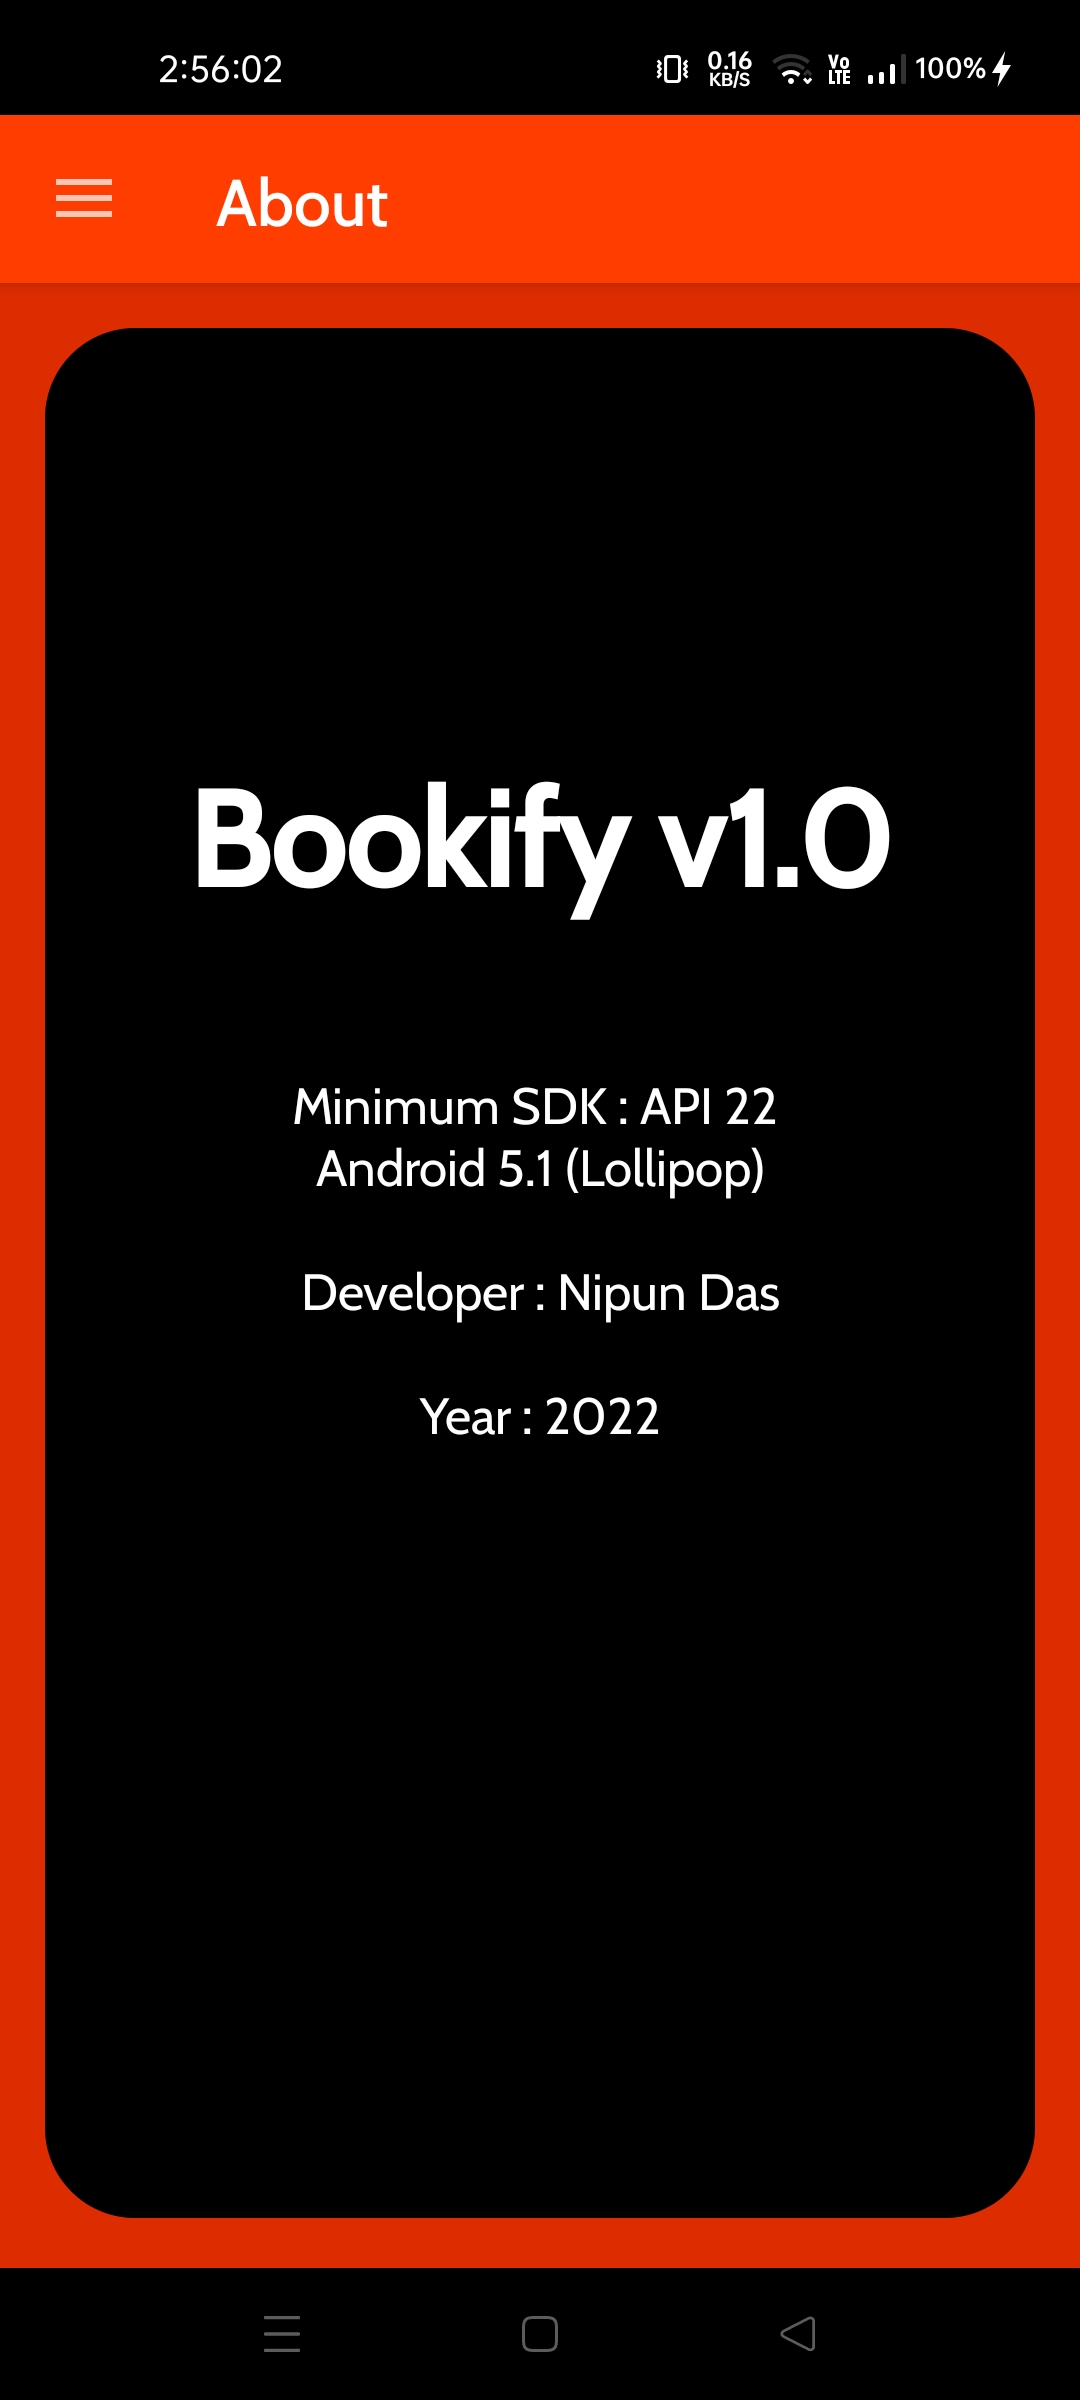 2:56:02 0.16 KB/S Vo LTE 100%
About
Bookify v1.0
Minimum SDK : API 22
Android 5.1 (Lollipop)
Developer : Nipun Das
Year : 2022